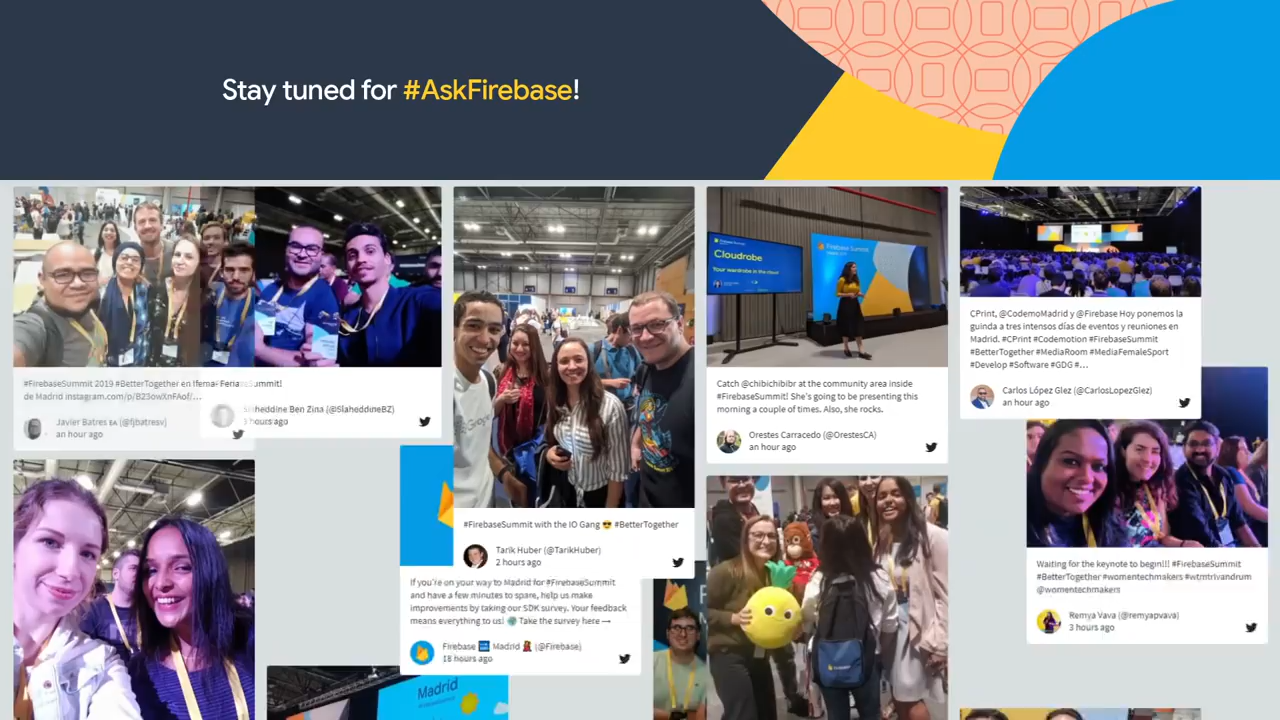 Stay tuned for #AskFirebase!
#FirebaseSummit 2019 #BetterTogether en
de Madrid instagram.com/p/B23owXnFAof/…
Javier Batres (@fjbatresv)
an hour ago
Slaheddine Ben Zina (@SlaheddineBZ)
3 hours ago
#FirebaseSummit with the IO Gang 😎 #BetterTogether
Tarik Huber (@TarikHuber)
2 hours ago
If you're on your way to Madrid for #FirebaseSummit
and have a few minutes to spare, help us make
improvements by taking our SDK survey. Your feedback
means everything to us! Take the survey here →
Firebase Madrid (@Firebase)
18 hours ago
Madrid
Firebase Summit
Cloudrobe
Your wardrobe in the cloud
Firebase Summit
Catch @chibichibibr at the community area inside
#FirebaseSummit! She's going to be presenting this
morning a couple of times. Also, she rocks.
Orestes Carracedo (@OrestesCA)
an hour ago
CPrint, @CodemoMadrid y @Firebase Hoy ponemos la
guinda a tres intensos días de eventos y reuniones en
Madrid. #CPrint #Codemotion #FirebaseSummit
#BetterTogether #MediaRoom #MediaFemaleSport
#Develop #Software #GDG #…
Carlos López Glez (@CarlosLopezGlez)
an hour ago
Waiting for the keynote to begin!!! #FirebaseSummit
#BetterTogether #womentechmakers #wtmtrivandrum
@womentechmakers
Remya Vava (@remyapvava)
3 hours ago